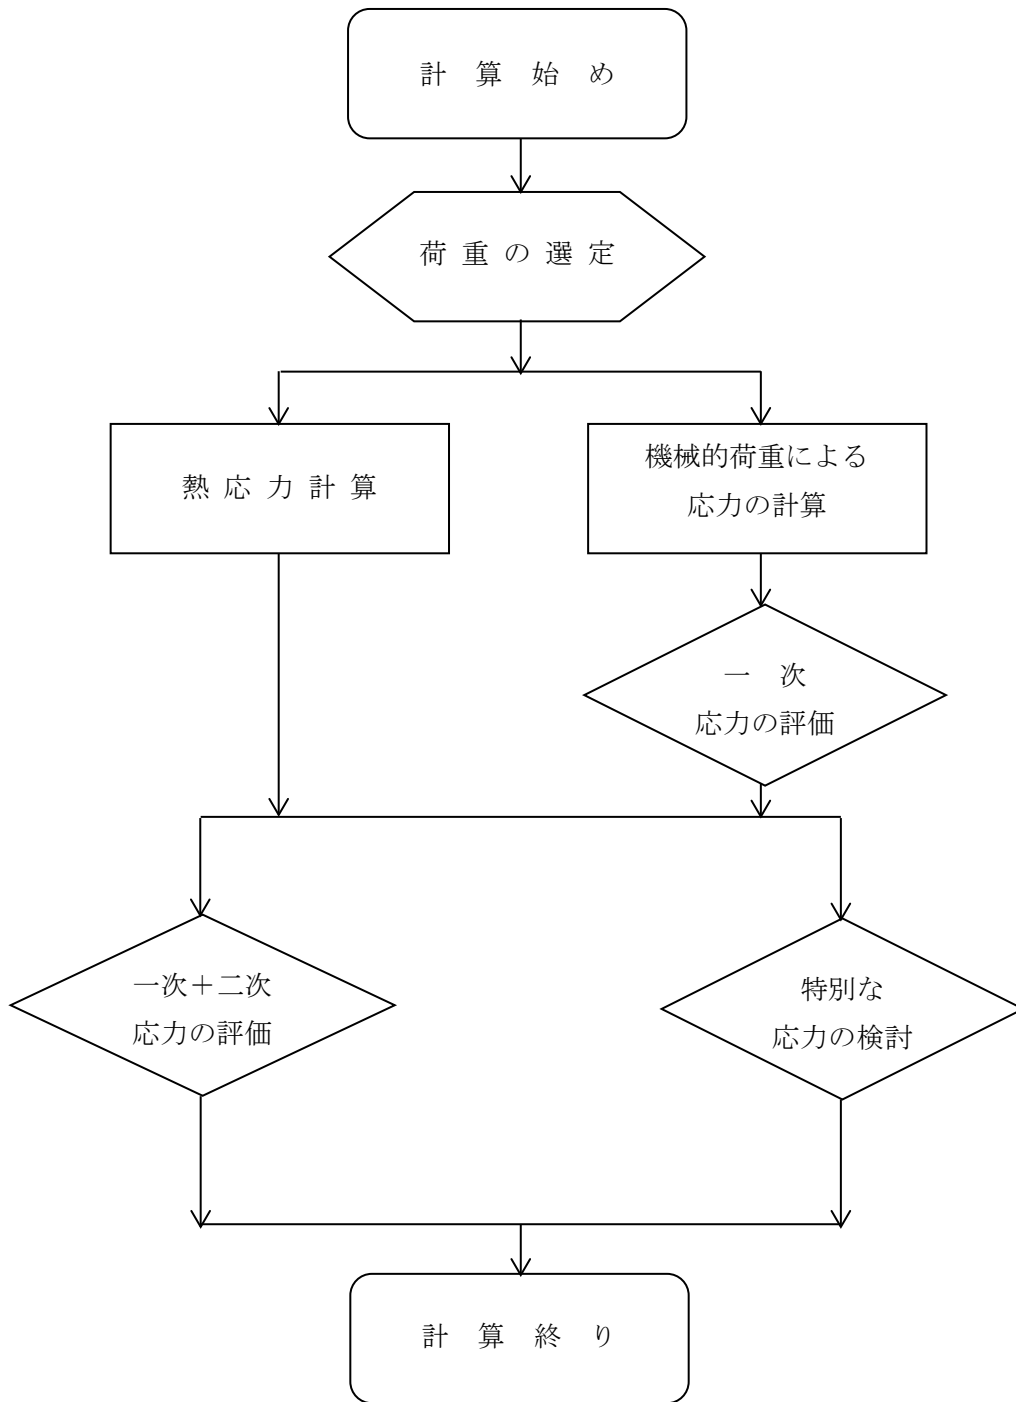 計 算 始 め
荷 重 の 選 定
熱 応 力 計 算
機械的荷重による
応力の計算
一 次
応力の評価
一次＋二次
応力の評価
特別な
応力の検討
計 算 終 り